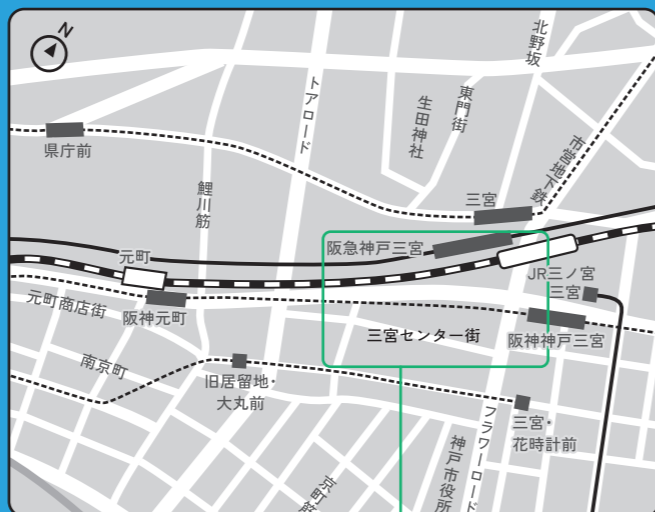 N
北野坂
トアロード
東門街
生田神社
市営地下鉄
県庁前
鯉川筋
三宮
阪急神戸三宮
元町
JR三ノ宮
三宮
元町商店街
阪神元町
三宮センター街
阪神神戸三宮
南京町
旧居留地・
大丸前
三宮・
花時計前
フラワーロード
神戸市役所